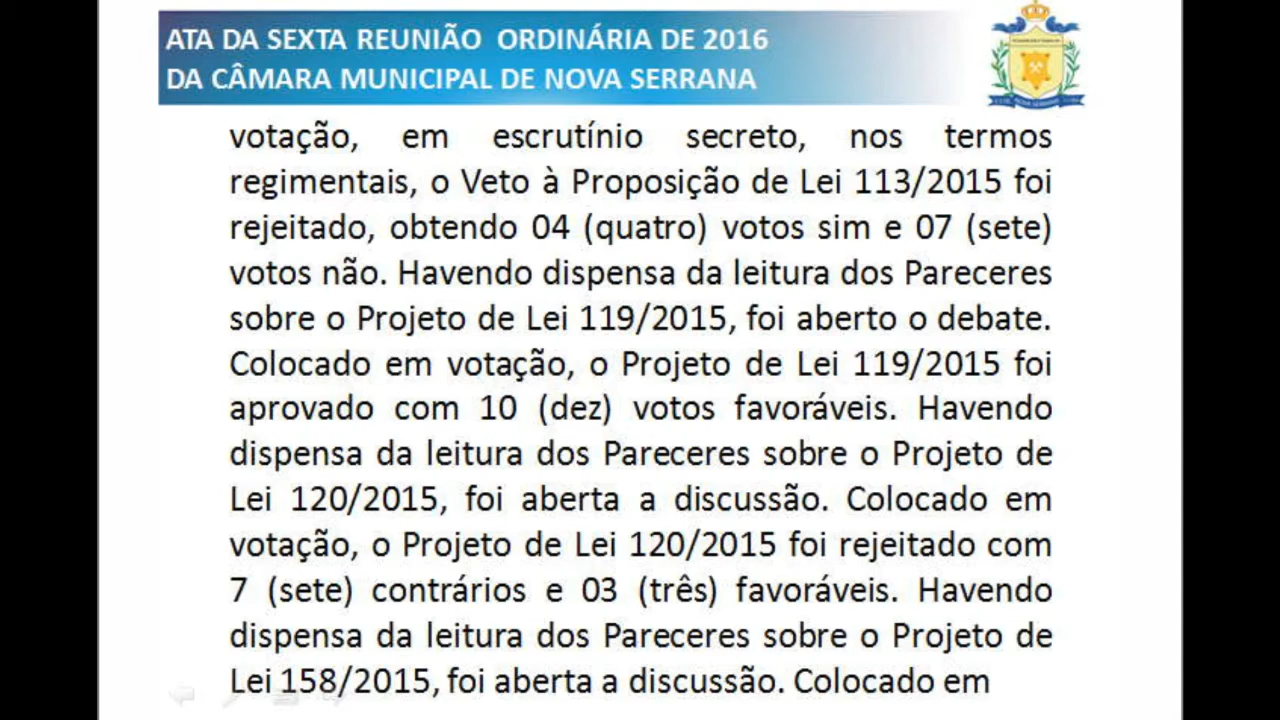 ATA DA SEXTA REUNIÃO ORDINÁRIA DE 2016
DA CÂMARA MUNICIPAL DE NOVA SERRANA
votação, em escrutínio secreto, nos termos
regimentais, o Veto à Proposição de Lei 113/2015 foi
rejeitado, obtendo 04 (quatro) votos sim e 07 (sete)
votos não. Havendo dispensa da leitura dos Pareceres
sobre o Projeto de Lei 119/2015, foi aberto o debate.
Colocado em votação, o Projeto de Lei 119/2015 foi
aprovado com 10 (dez) votos favoráveis. Havendo
dispensa da leitura dos Pareceres sobre o Projeto de
Lei 120/2015, foi aberta a discussão. Colocado em
votação, o Projeto de Lei 120/2015 foi rejeitado com
7 (sete) contrários e 03 (três) favoráveis. Havendo
dispensa da leitura dos Pareceres sobre o Projeto de
Lei 158/2015, foi aberta a discussão. Colocado em